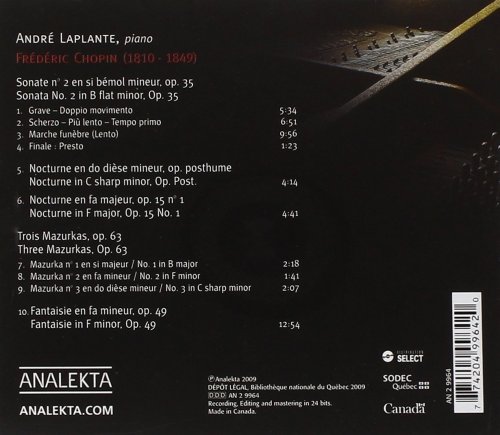 ANDRÉ LAPLANTE, piano
FRÉDÉRIC CHOPIN (1810 - 1849)
Sonate n° 2 en si bémol mineur, op. 35
Sonata No. 2 in B flat minor, Op. 35
1. Grave – Doppio movimento 5:34
2. Scherzo – Più lento – Tempo primo 6:51
3. Marche funèbre (Lento) 9:56
4. Finale : Presto 1:23
5. Nocturne en do dièse mineur, op. posthume
Nocturne in C sharp minor, Op. Post. 4:14
6. Nocturne en fa majeur, op. 15 n° 1
Nocturne in F major, Op. 15 No. 1 4:41
Trois Mazurkas, op. 63
Three Mazurkas, Op. 63
7. Mazurka n° 1 en si majeur / No. 1 in B major 2:18
8. Mazurka n° 2 en fa mineur / No. 2 in F minor 1:41
9. Mazurka n° 3 en do dièse mineur / No. 3 in C sharp minor 2:07
10. Fantaisie en fa mineur, op. 49
Fantaisie in F minor, Op. 49 12:54
ANALEKTA
ANALEKTA.COM
℗ Analekta 2009
DÉPÔT LÉGAL, Bibliothèque nationale du Québec 2009
DDD AN 2 9964
Recording, Editing and mastering in 24 bits.
Made in Canada.
DISTRIBUTION
SELECT
SODEC
Québec
Canada
AN 2 9964
7 74204 99642 0